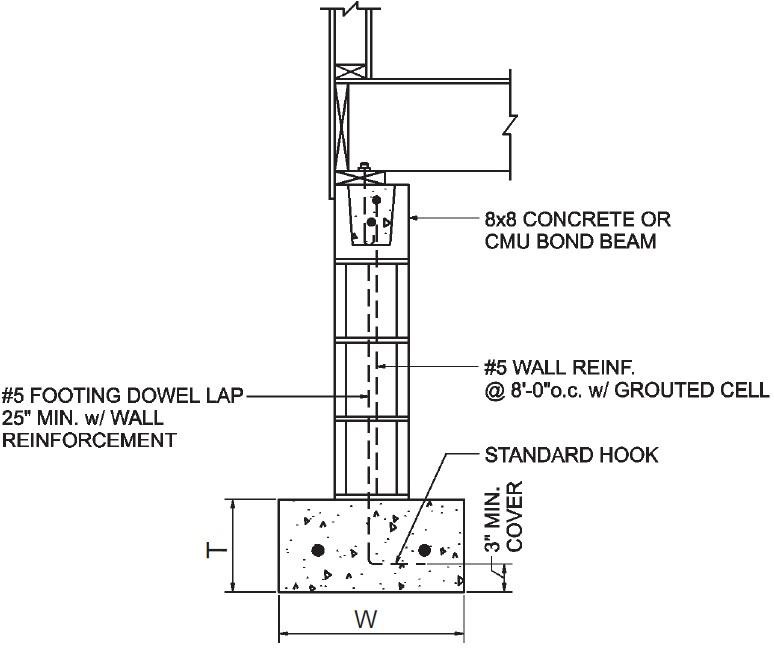 8x8 CONCRETE OR
CMU BOND BEAM
#5 WALL REINF.
@ 8'-0"o.c. w/ GROUTED CELL
#5 FOOTING DOWEL LAP
25" MIN. w/ WALL
REINFORCEMENT
STANDARD HOOK
3" MIN.
COVER
T
W